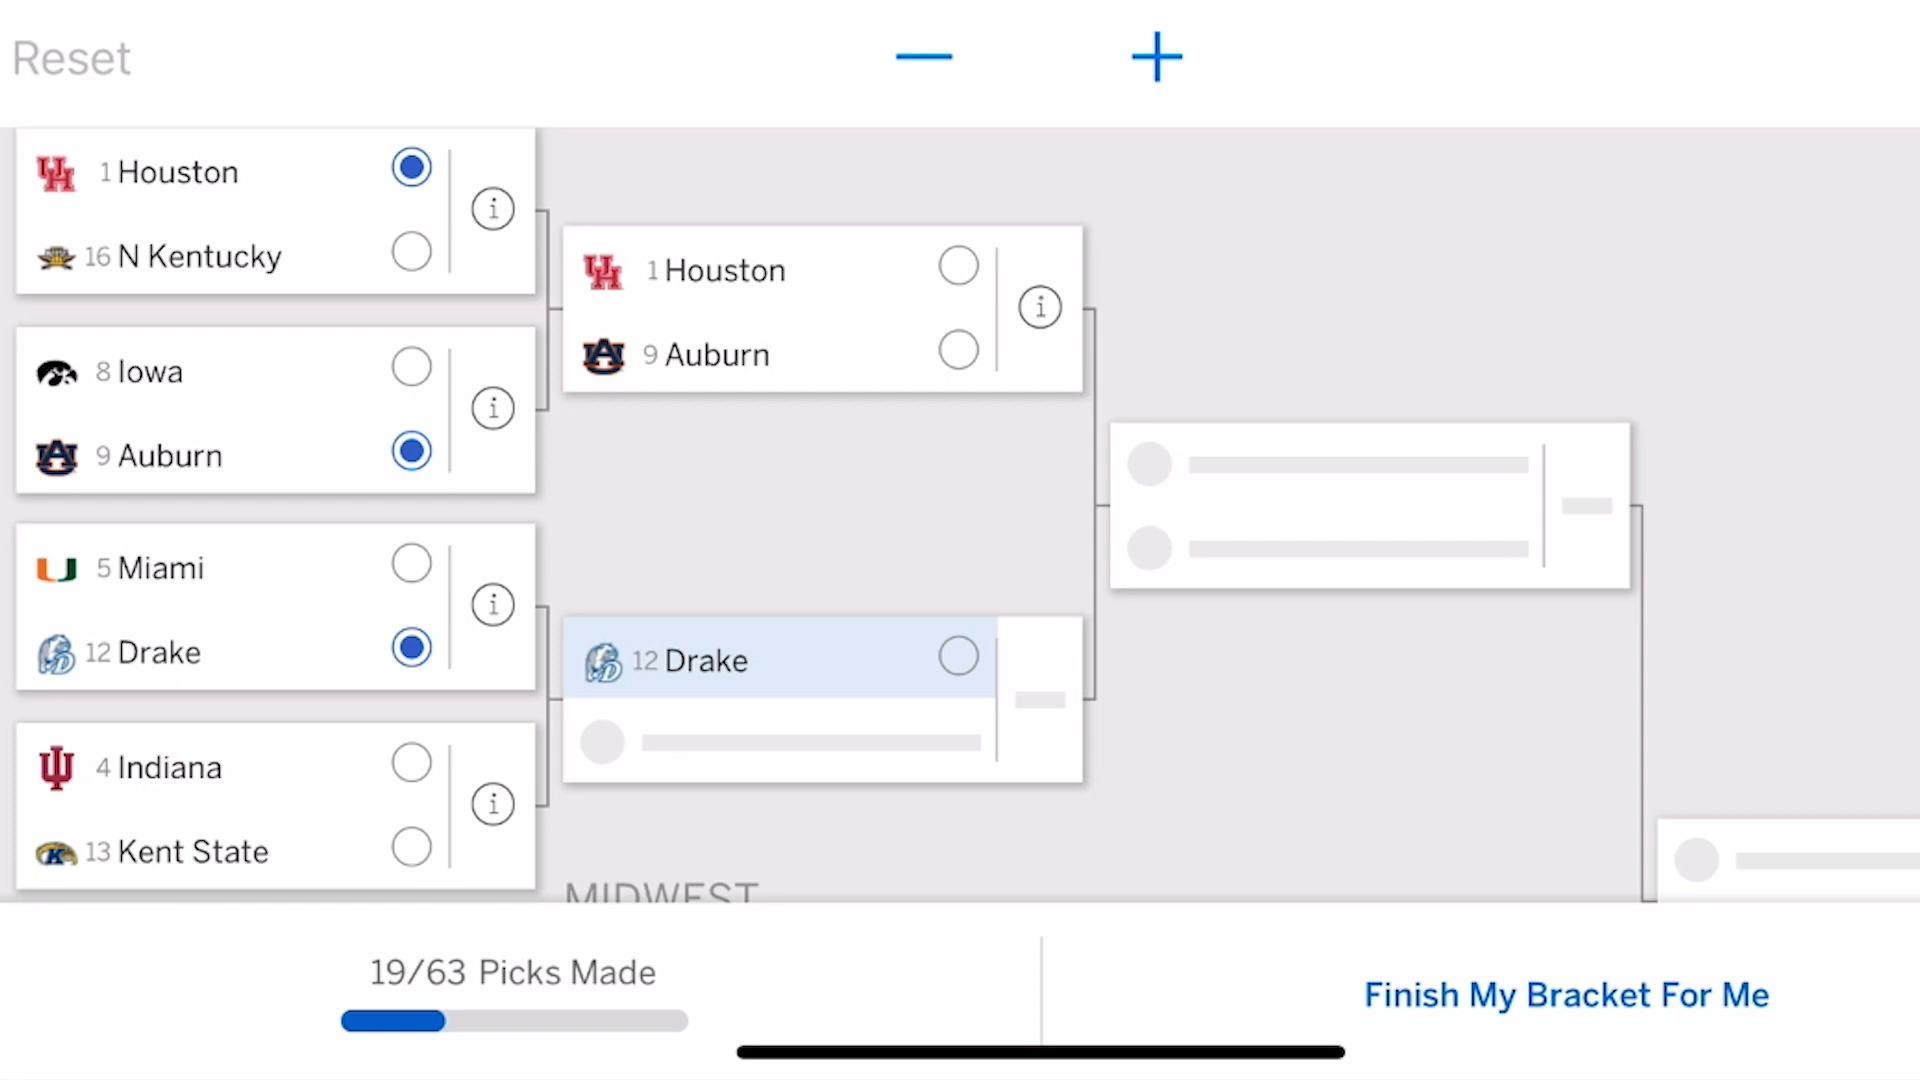 Reset
1 Houston
16 N Kentucky
8 Iowa
9 Auburn
5 Miami
12 Drake
4 Indiana
13 Kent State
1 Houston
9 Auburn
12 Drake
MIDWEST
19/63 Picks Made
Finish My Bracket For Me